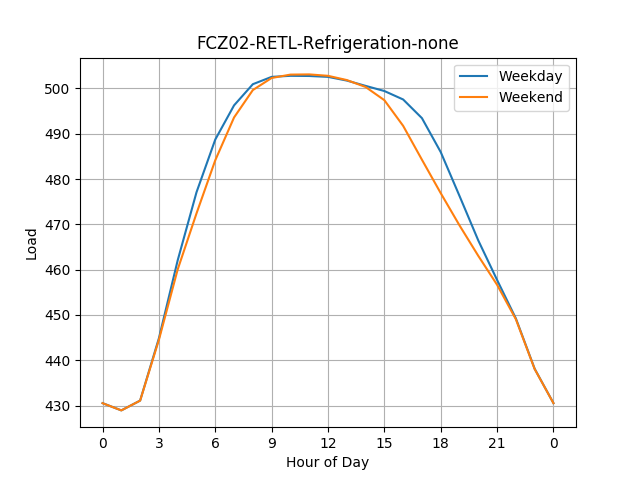 FCZ02-RETL-Refrigeration-none
Weekday
Weekend
500
490
480
470
460
450
440
430
Load
0 3 6 9 12 15 18 21 0
Hour of Day